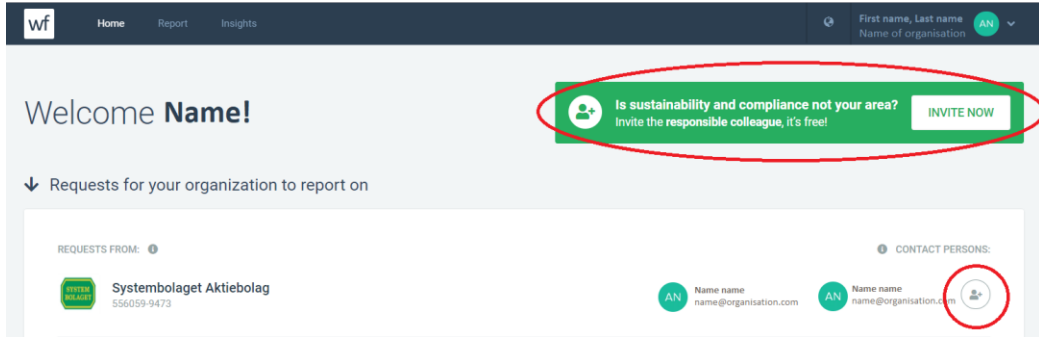 wf Home Report Insights First name, Last name AN
Name of organisation
Welcome Name!
Is sustainability and compliance not your area?
Invite the responsible colleague, it's free!
INVITE NOW
Requests for your organization to report on
REQUESTS FROM: CONTACT PERSONS:
SYSTEM
BOLAGET
Systembolaget Aktiebolag
556059-9473
AN
Name name
name@organisation.com
AN
Name name
name@organisation.com